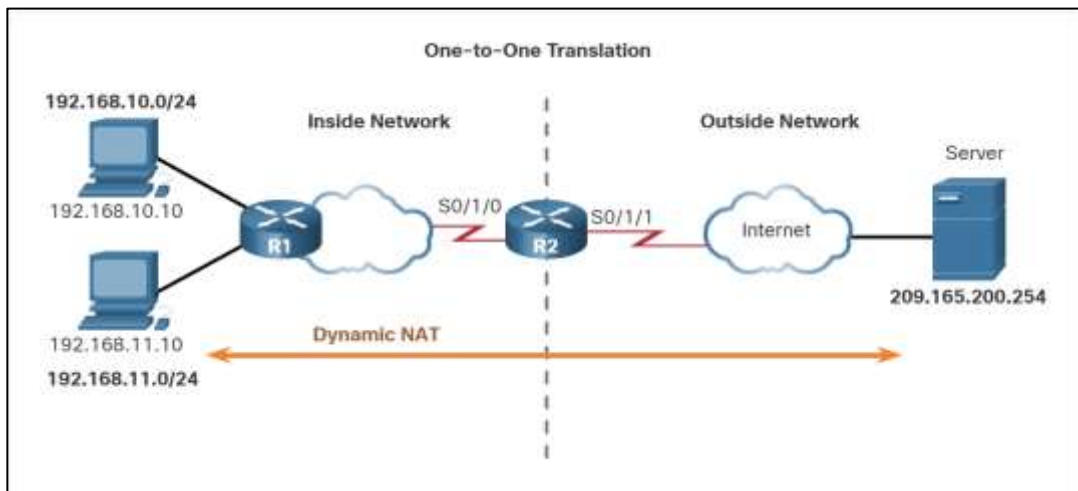 One-to-One Translation
192.168.10.0/24
Inside Network
Outside Network
Server
192.168.10.10
S0/1/0
S0/1/1
R1
R2
Internet
209.165.200.254
Dynamic NAT
192.168.11.10
192.168.11.0/24